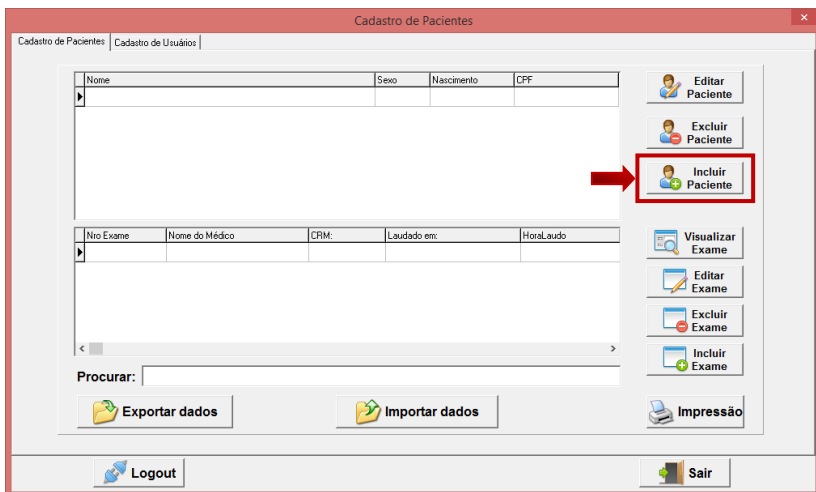 Cadastro de Pacientes
×
Cadastro de Pacientes
Cadastro de Usuários
Nome
Sexo
Nascimento
CPF
Editar
Paciente
Excluir
Paciente
Incluir
Paciente
Nro Exame
Nome do Médico
CRM:
Laudado em:
HoraLaudo
Visualizar
Exame
Editar
Exame
Excluir
Exame
Incluir
Exame
Procurar:
Exportar dados
Importar dados
Impressão
Logout
Sair